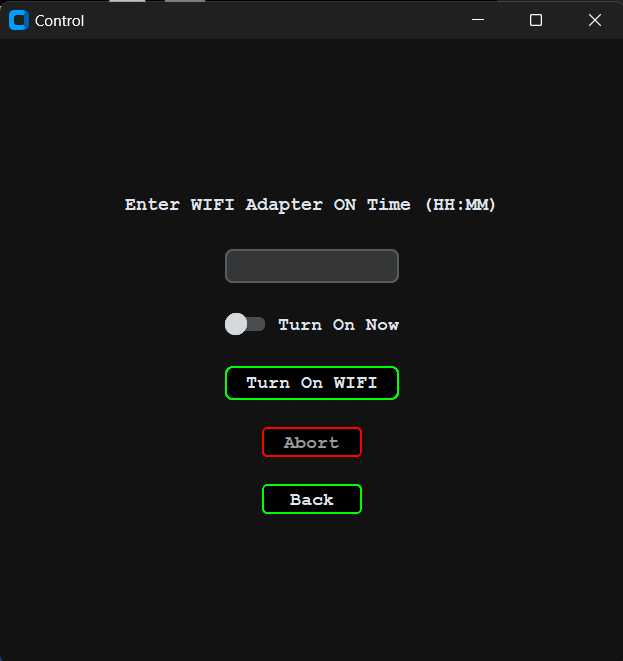 Control
Enter WIFI Adapter ON Time (HH:MM)
Turn On Now
Turn On WIFI
Abort
Back